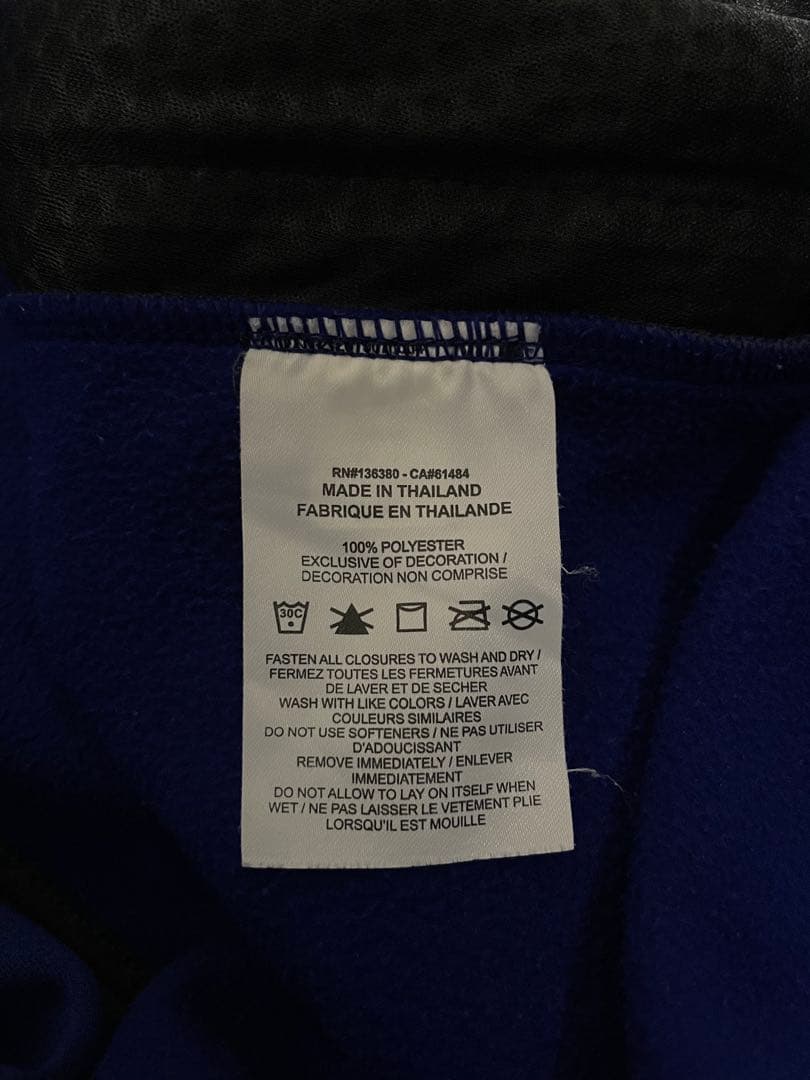 RN#136380 - CA#61484
MADE IN THAILAND
FABRIQUE EN THAILANDE
100% POLYESTER
EXCLUSIVE OF DECORATION /
DECORATION NON COMPRISE
30C
FASTEN ALL CLOSURES TO WASH AND DRY /
FERMEZ TOUTES LES FERMETURES AVANT
DE LAVER ET DE SECHER
WASH WITH LIKE COLORS / LAVER AVEC
COULEURS SIMILAIRES
DO NOT USE SOFTENERS / NE PAS UTILISER
D'ADOUCISSANT
REMOVE IMMEDIATELY / ENLEVER
IMMEDIATEMENT
DO NOT ALLOW TO LAY ON ITSELF WHEN
WET / NE PAS LAISSER LE VETEMENT PLIE
LORSQU'IL EST MOUILLE